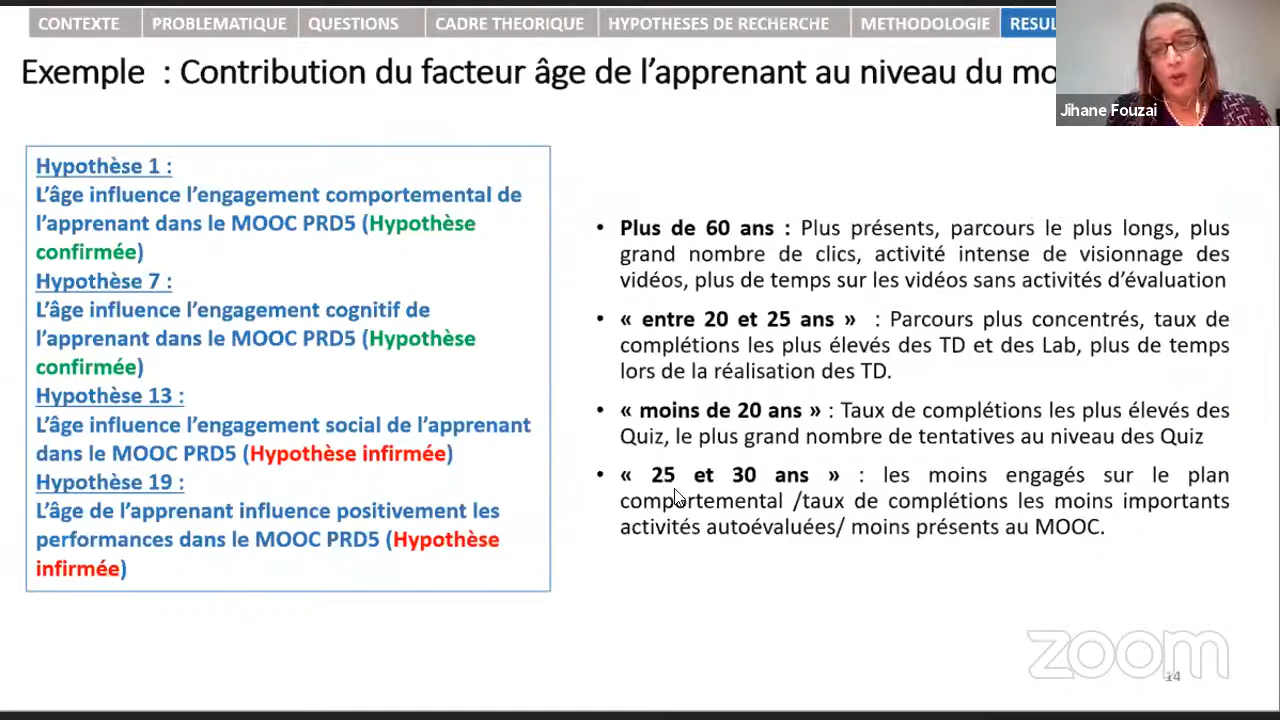 CONTEXTE PROBLEMATIQUE QUESTIONS CADRE THEORIQUE HYPOTHESES DE RECHERCHE METHODOLOGIE RESUL
Exemple : Contribution du facteur âge de l’apprenant au niveau du mo
Jihane Fouzai
Hypothèse 1 :
L’âge influence l’engagement comportemental de
l’apprenant dans le MOOC PRD5 (Hypothèse
confirmée)
Hypothèse 7 :
L’âge influence l’engagement cognitif de
l’apprenant dans le MOOC PRD5 (Hypothèse
confirmée)
Hypothèse 13 :
L’âge influence l’engagement social de l’apprenant
dans le MOOC PRD5 (Hypothèse infirmée)
Hypothèse 19 :
L’âge de l’apprenant influence positivement les
performances dans le MOOC PRD5 (Hypothèse
infirmée)
• Plus de 60 ans : Plus présents, parcours le plus longs, plus
grand nombre de clics, activité intense de visionnage des
vidéos, plus de temps sur les vidéos sans activités d’évaluation
• « entre 20 et 25 ans » : Parcours plus concentrés, taux de
complétions les plus élevés des TD et des Lab, plus de temps
lors de la réalisation des TD.
• « moins de 20 ans » : Taux de complétions les plus élevés des
Quiz, le plus grand nombre de tentatives au niveau des Quiz
• « 25 et 30 ans » : les moins engagés sur le plan
comportemental /taux de complétions les moins importants
activités autoévaluées/ moins présents au MOOC.
zoom
14